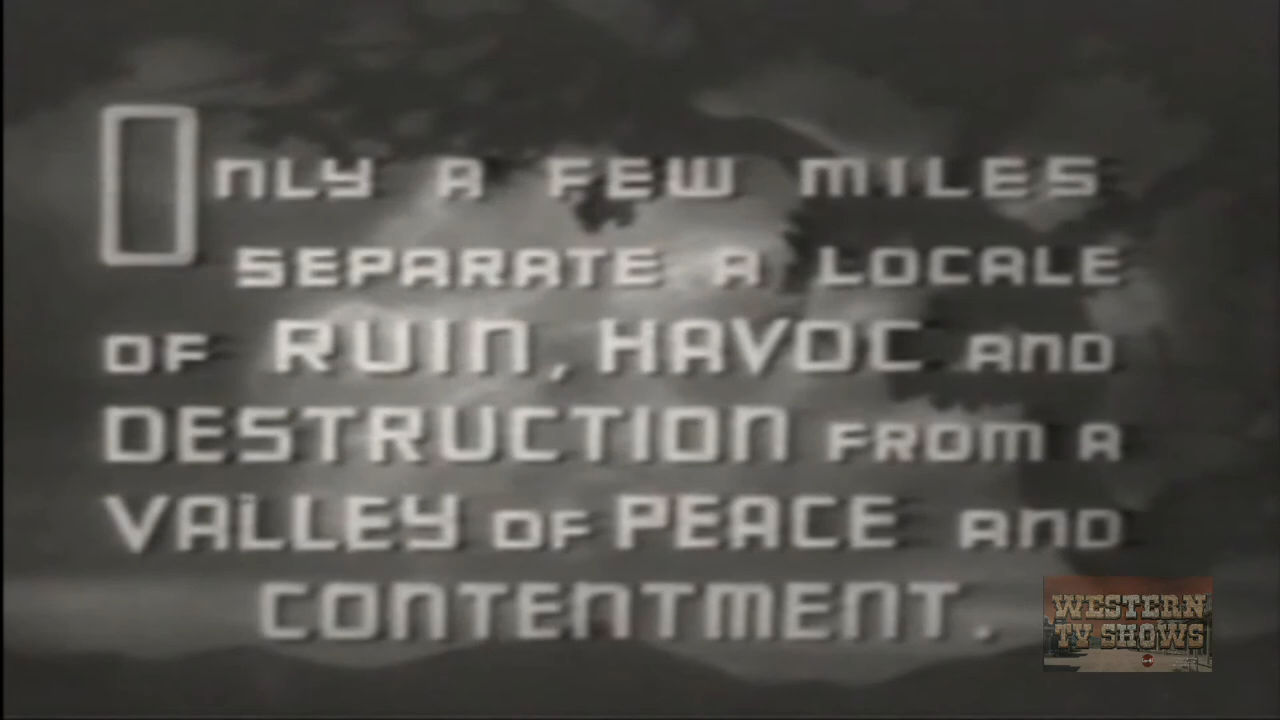 ONLY A FEW MILES
SEPARATE A LOCALE
OF RUIN, HAVOC AND
DESTRUCTION FROM A
VALLEY OF PEACE AND
CONTENTMENT.
WESTERN
TV SHOWS